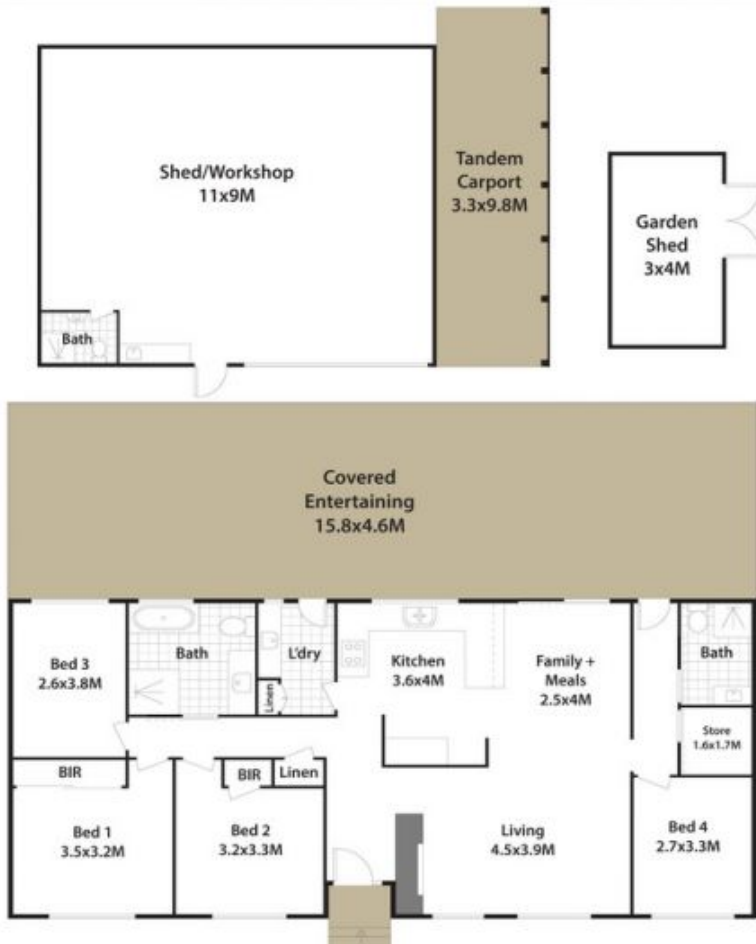 Shed/Workshop
11x9M
Tandem
Carport
3.3x9.8M
Garden
Shed
3x4M
Bath
Covered
Entertaining
15.8x4.6M
Bed 3
2.6x3.8M
Bath
L'dry
Linen
Kitchen
3.6x4M
Family +
Meals
2.5x4M
Bath
Store
1.6x1.7M
BIR
BIR
Linen
Bed 1
3.5x3.2M
Bed 2
3.2x3.3M
Living
4.5x3.9M
Bed 4
2.7x3.3M